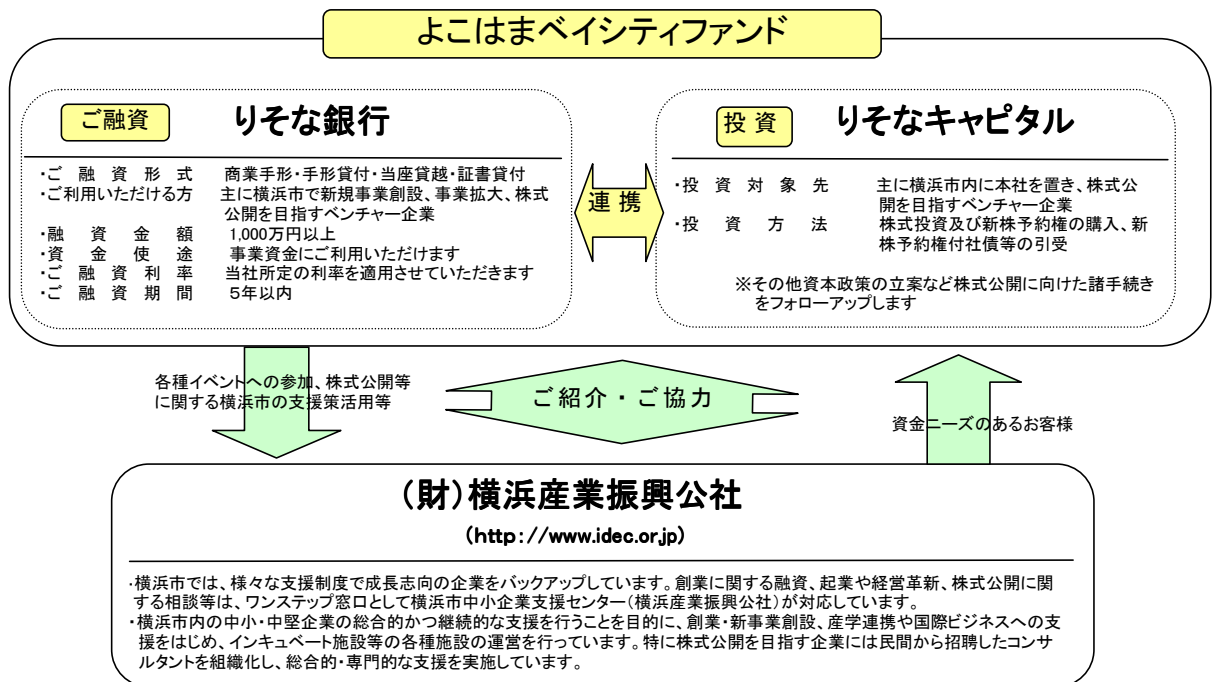 よこはまベイシティファンド
ご融資 りそな銀行
・ご融資形式 商業手形・手形貸付・当座貸越・証書貸付
・ご利用いただける方 主に横浜市で新規事業創設、事業拡大、株式
公開を目指すベンチャー企業
・融資金額 1,000万円以上
・資金使途 事業資金にご利用いただけます
・ご融資利率 当社所定の利率を適用させていただきます
・ご融資期間 5年以内
連携
投資 りそなキャピタル
・投資対象先 主に横浜市内に本社を置き、株式公
開を目指すベンチャー企業
・投資方法 株式投資及び新株予約権の購入、新
株予約権付社債等の引受
※その他資本政策の立案など株式公開に向けた諸手続き
をフォローアップします
各種イベントへの参加、株式公開等
に関する横浜市の支援策活用等
ご紹介・ご協力
資金ニーズのあるお客様
(財)横浜産業振興公社
(http://www.idec.or.jp)
・横浜市では、様々な支援制度で成長志向の企業をバックアップしています。創業に関する融資、起業や経営革新、株式公開に関
する相談等は、ワンステップ窓口として横浜市中小企業支援センター(横浜産業振興公社)が対応しています。
・横浜市内の中小・中堅企業の総合的かつ継続的な支援を行うことを目的に、創業・新事業創設、産学連携や国際ビジネスへの支
援をはじめ、インキュベート施設等の各種施設の運営を行っています。特に株式公開を目指す企業には民間から招聘したコンサ
ルタントを組織化し、総合的・専門的な支援を実施しています。